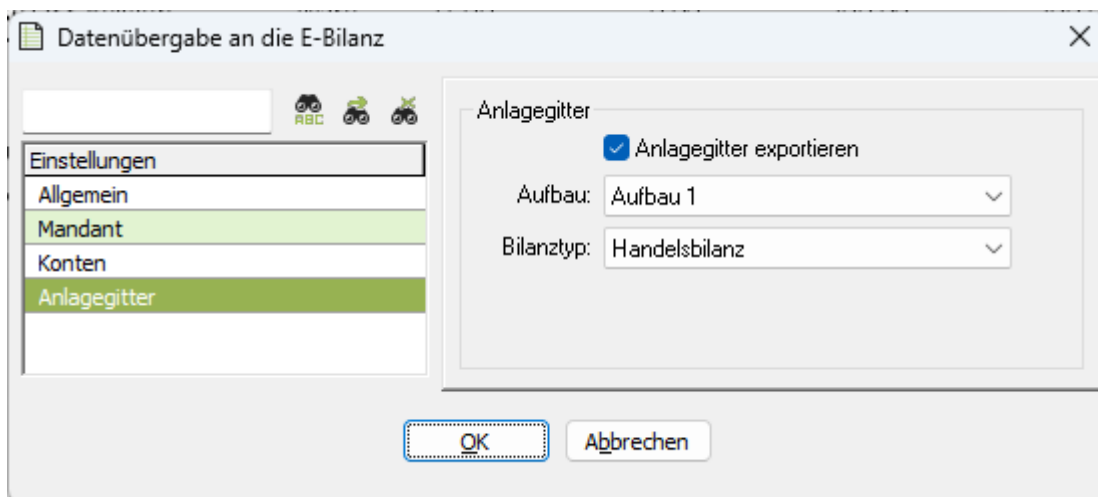 Datenübergabe an die E-Bilanz
ABC
Einstellungen
Allgemein
Mandant
Konten
Anlagegitter
Anlagegitter
Anlagegitter exportieren
Aufbau: Aufbau 1
Bilanztyp: Handelsbilanz
OK
Abbrechen